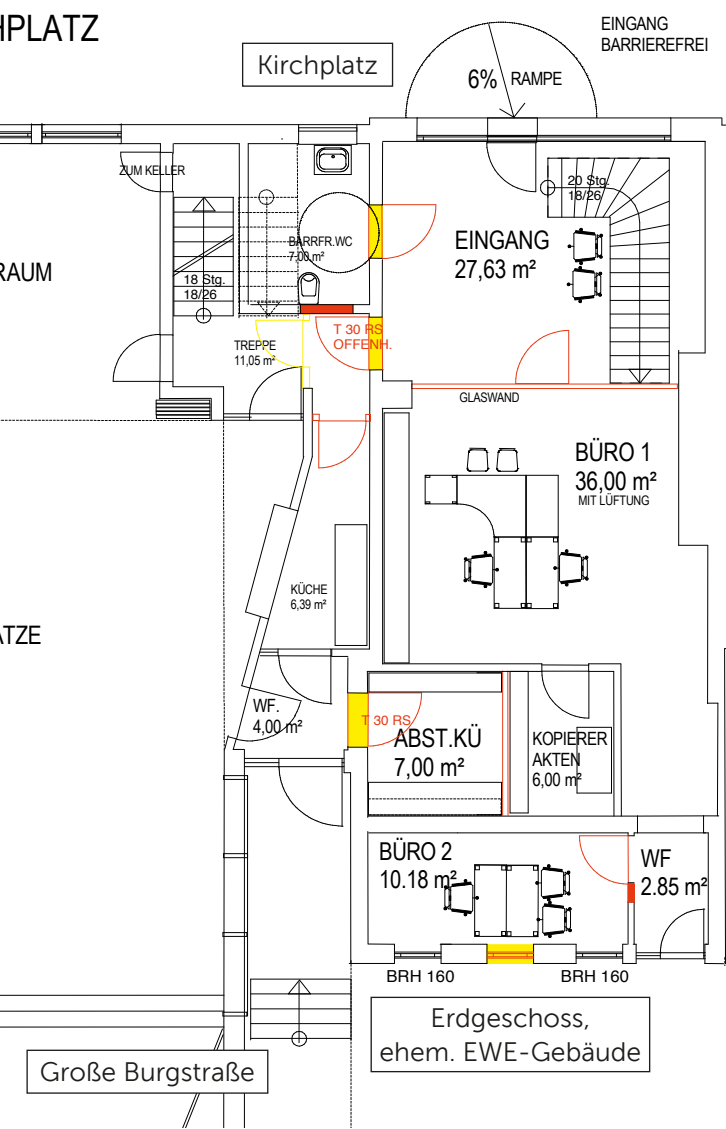 HPLATZ
Kirchplatz
EINGANG
BARRIEREFREI
6% RAMPE
ZUM KELLER
20 Stg.
18/26
BARRFR.WC
7,00 m²
EINGANG
27,63 m²
RAUM
18 Stg.
18/26
T 30 RS
OFFENH.
TREPPE
11,05 m²
GLASWAND
BÜRO 1
36,00 m²
MIT LÜFTUNG
KÜCHE
6,39 m²
ÄTZE
WF.
4,00 m²
T 30 RS
ABST.KÜ
7,00 m²
KOPIERER
AKTEN
6,00 m²
BÜRO 2
10.18 m²
WF
2.85 m²
BRH 160
BRH 160
Erdgeschoss,
ehem. EWE-Gebäude
Große Burgstraße